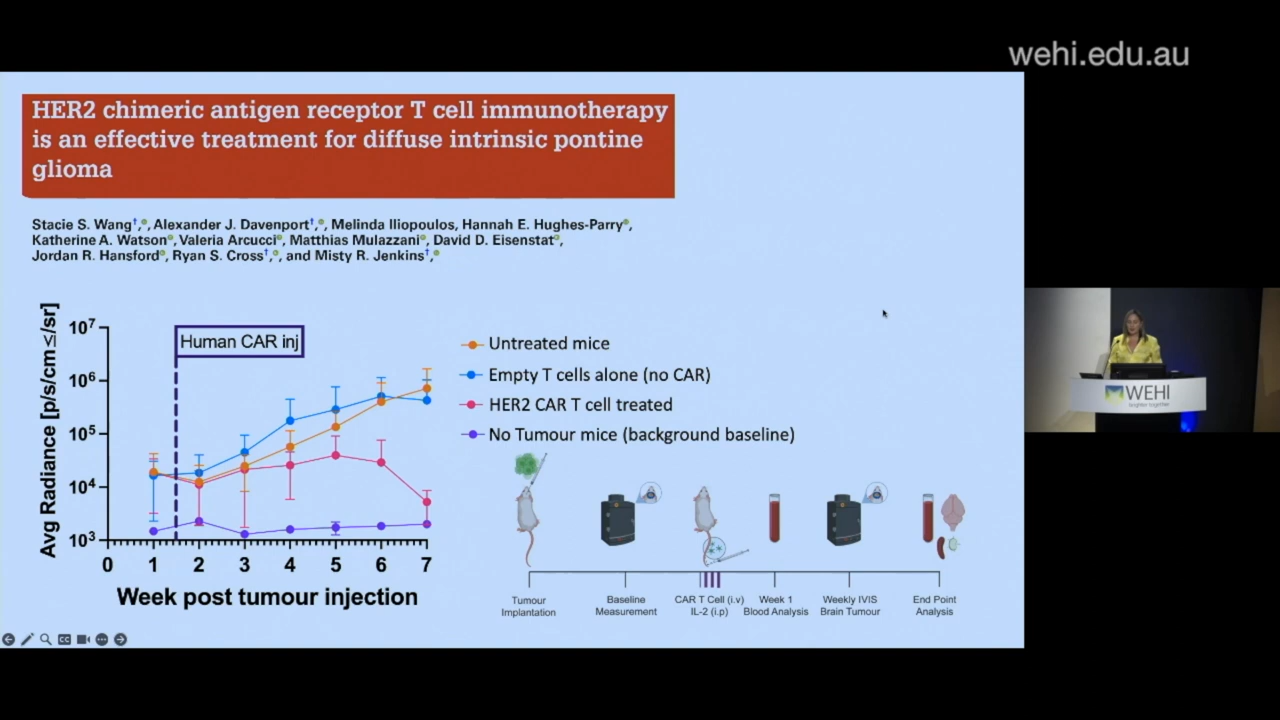 wehi.edu.au
HER2 chimeric antigen receptor T cell immunotherapy
is an effective treatment for diffuse intrinsic pontine
glioma
Stacie S. Wang†,, Alexander J. Davenport†,, Melinda Iliopoulos, Hannah E. Hughes-Parry,
Katherine A. Watson, Valeria Arcucci, Matthias Mulazzani, David D. Eisenstat,
Jordan R. Hansford, Ryan S. Cross†,, and Misty R. Jenkins†,
Avg Radiance [p/s/cm≤/sr]
10⁷
10⁶
10⁵
10⁴
10³
Human CAR inj
0 1 2 3 4 5 6 7
Week post tumour injection
Untreated mice
Empty T cells alone (no CAR)
HER2 CAR T cell treated
No Tumour mice (background baseline)
Tumour
Implantation
Baseline
Measurement
CAR T Cell (i.v)
IL-2 (i.p)
Week 1
Blood Analysis
Weekly IVIS
Brain Tumour
End Point
Analysis
CC
WEHI
brighter together